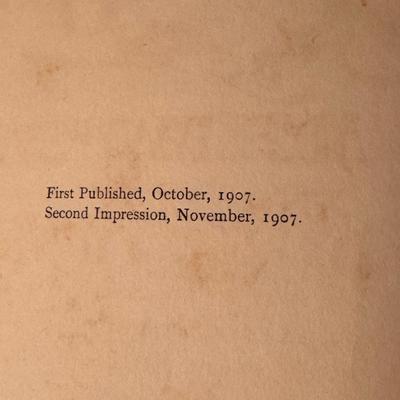 First Published, October, 1907.
Second Impression, November, 1907.